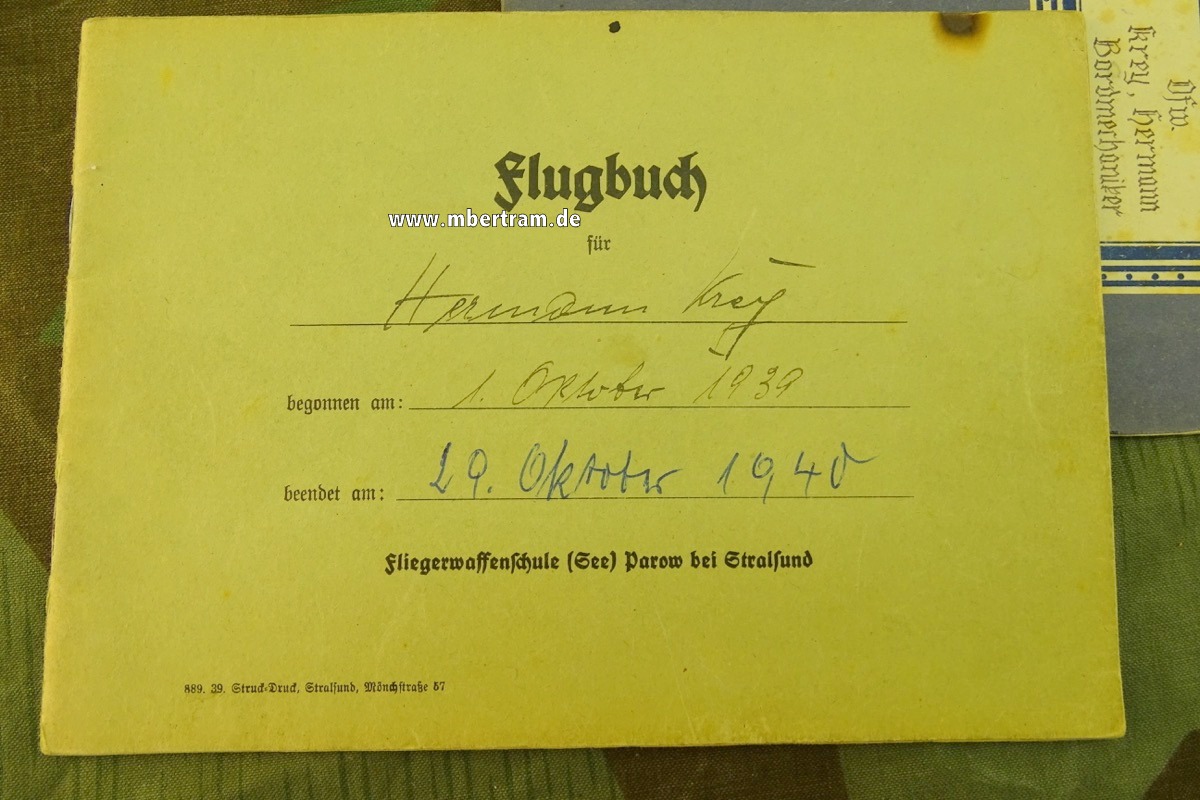 Flugbuch
www.mbertram.de
für
Hermann Krey
begonnen am: 1. Oktober 1939
beendet am: 29. Oktober 1940
Fliegerwaffenschule (See) Parow bei Stralsund
889. 39. Struck-Druck, Stralsund, Mönchstraße 57
Ofw.
Krey, Hermann
Bordmechaniker